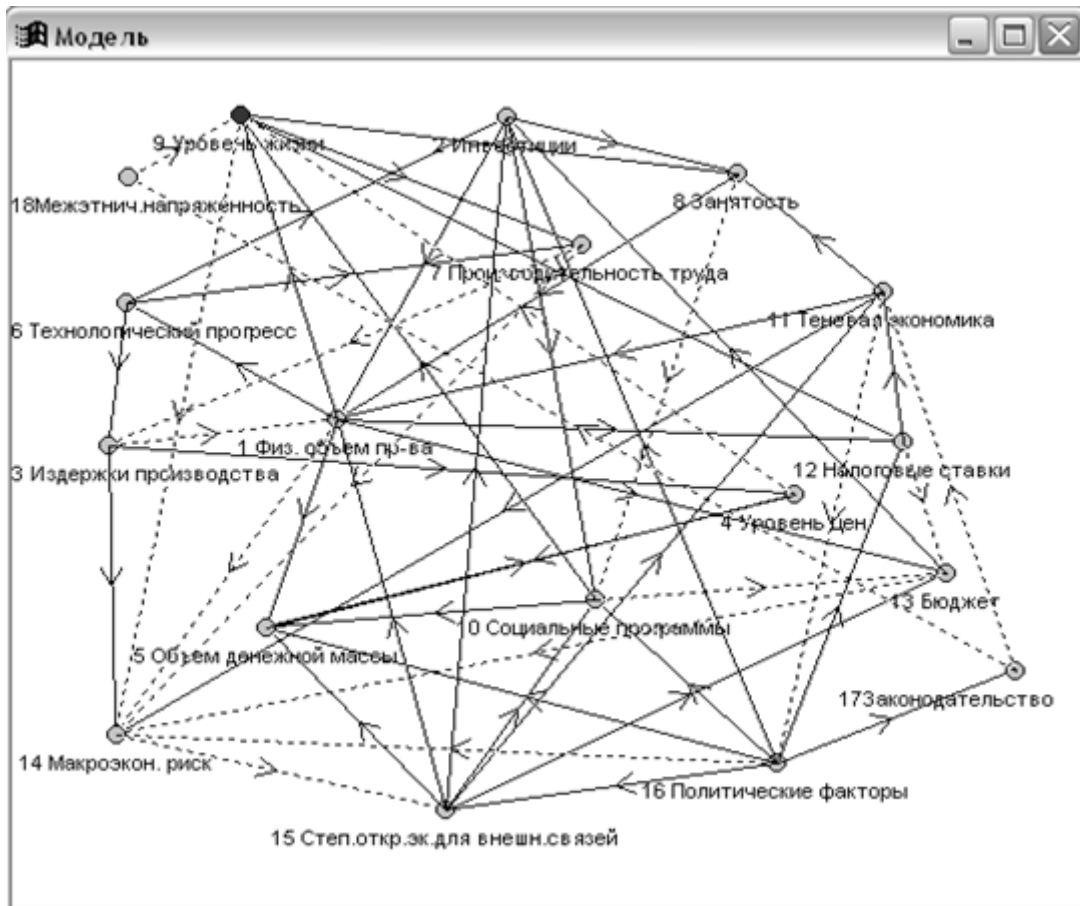 Модель
9 Уровень жизни
2 Инвестиции
18Межэтнич.напряженность
8 Занятость
7 Производительность труда
6 Технологический прогресс
11 Теневая экономика
1 Физ. объем пр-ва
3 Издержки производства
12 Налоговые ставки
4 Уровень цен
13 Бюджет
0 Социальные программы
5 Объем денежной массы
17Законодательство
14 Макроэкон. риск
16 Политические факторы
15 Степ.откр.эк.для внешн.связей